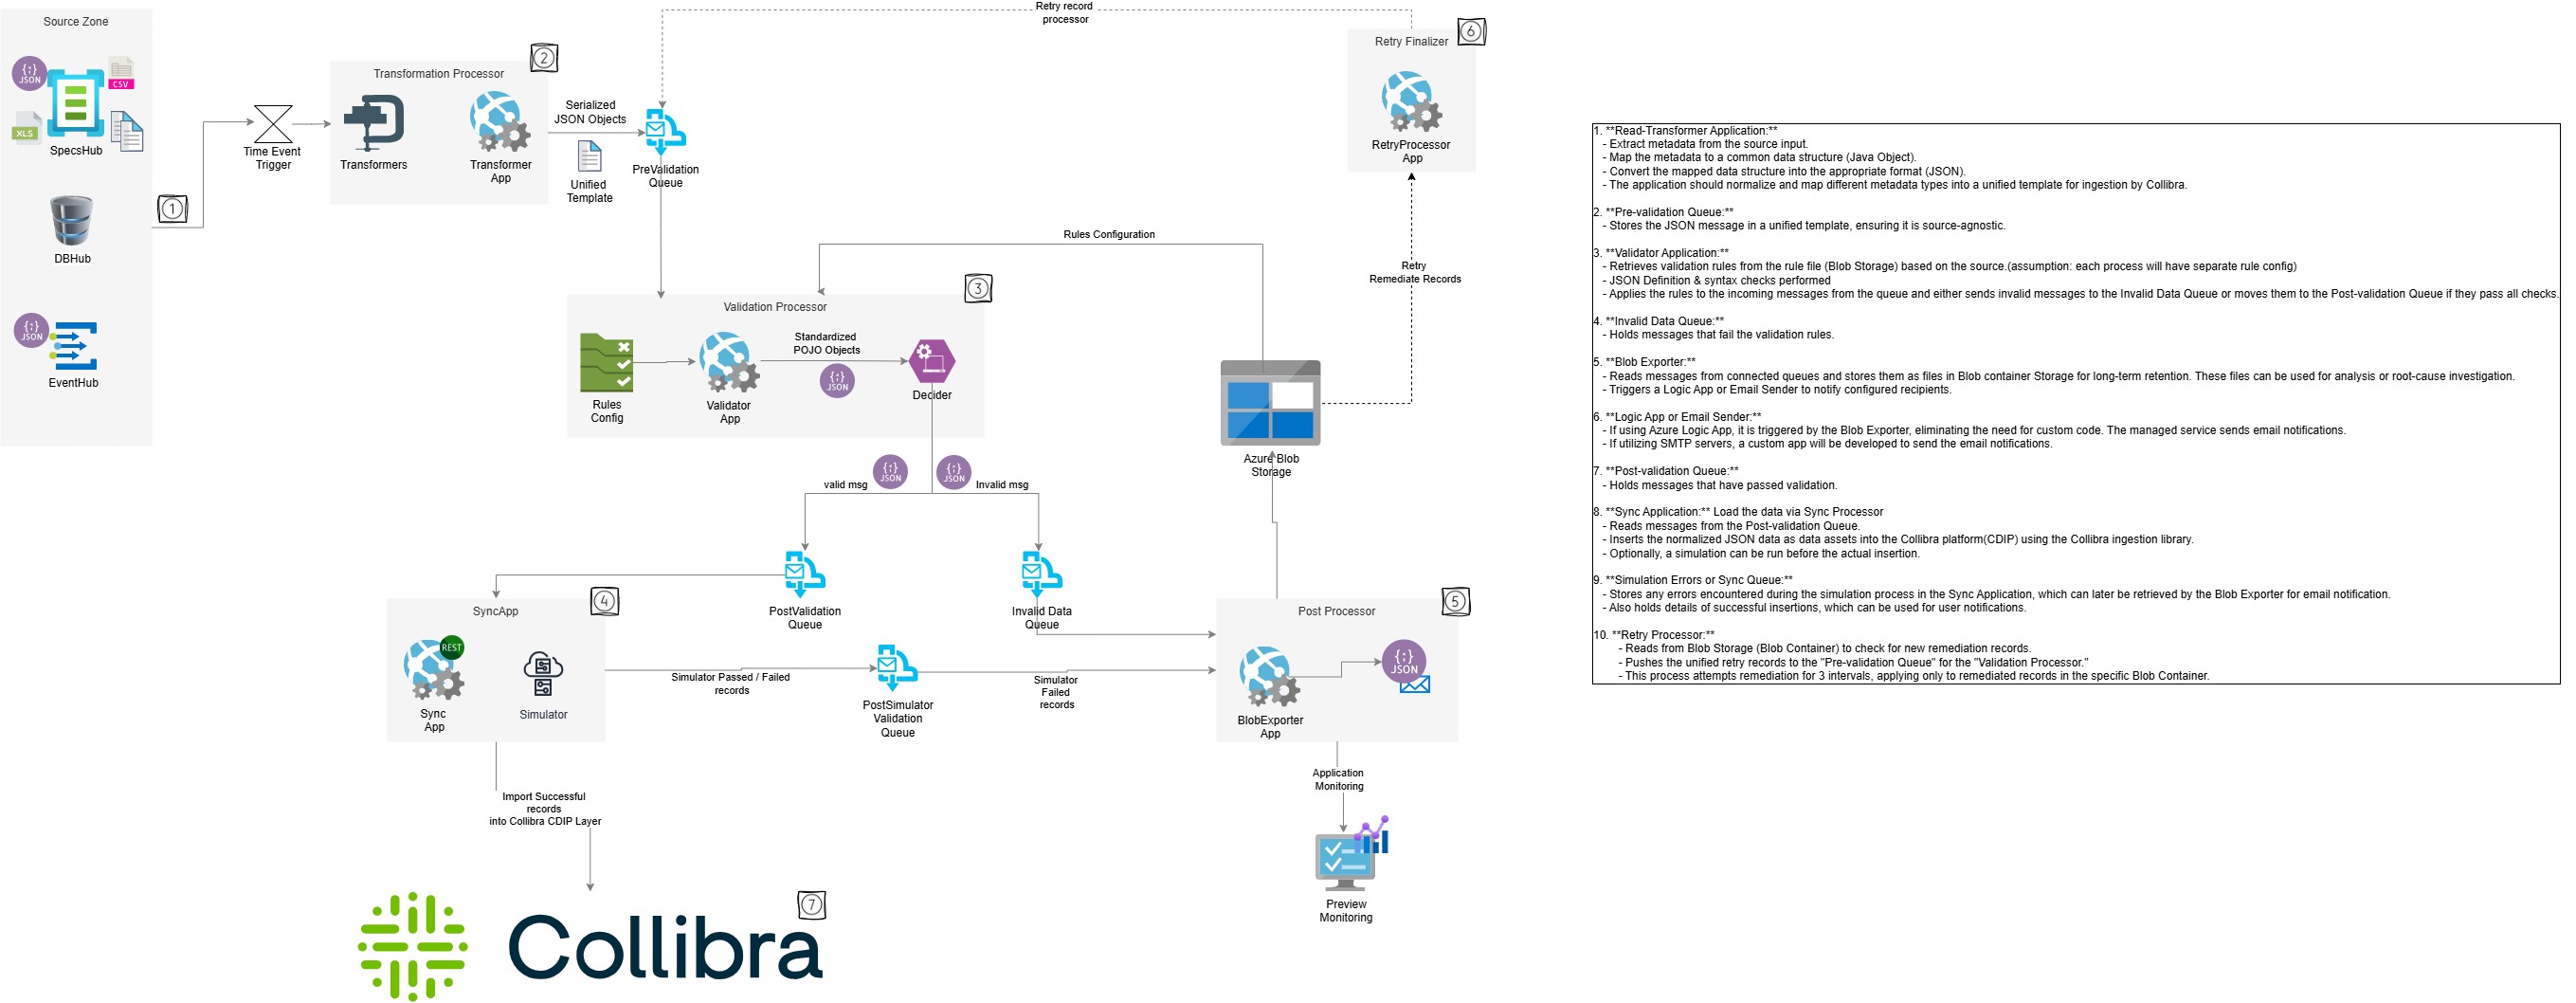 Source Zone
JSON
CSV
XLS
SpecsHub
DBHub
JSON
EventHub
1
Time Event
Trigger
2
Transformation Processor
Transformers
Transformer
App
Serialized
JSON Objects
Unified
Template
PreValidation
Queue
Retry record
processor
6
Retry Finalizer
RetryProcessor
App
Retry
Remediate Records
Rules Configuration
3
Validation Processor
Rules
Config
Validator
App
Standardized
POJO Objects
JSON
Decider
Azure Blob
Storage
valid msg
JSON
JSON
Invalid msg
PostValidation
Queue
Invalid Data
Queue
4
SyncApp
REST
Sync
App
Simulator
Simulator Passed / Failed
records
PostSimulator
Validation
Queue
Simulator
Failed
records
5
Post Processor
BlobExporter
App
JSON
Import Successful
records
into Collibra CDIP Layer
Application
Monitoring
Preview
Monitoring
7
Collibra
1. **Read-Transformer Application:**
- Extract metadata from the source input.
- Map the metadata to a common data structure (Java Object).
- Convert the mapped data structure into the appropriate format (JSON).
- The application should normalize and map different metadata types into a unified template for ingestion by Collibra.
2. **Pre-validation Queue:**
- Stores the JSON message in a unified template, ensuring it is source-agnostic.
3. **Validator Application:**
- Retrieves validation rules from the rule file (Blob Storage) based on the source.(assumption: each process will have separate rule config)
- JSON Definition & syntax checks performed
- Applies the rules to the incoming messages from the queue and either sends invalid messages to the Invalid Data Queue or moves them to the Post-validation Queue if they pass all checks.
4. **Invalid Data Queue:**
- Holds messages that fail the validation rules.
5. **Blob Exporter:**
- Reads messages from connected queues and stores them as files in Blob container Storage for long-term retention. These files can be used for analysis or root-cause investigation.
- Triggers a Logic App or Email Sender to notify configured recipients.
6. **Logic App or Email Sender:**
- If using Azure Logic App, it is triggered by the Blob Exporter, eliminating the need for custom code. The managed service sends email notifications.
- If utilizing SMTP servers, a custom app will be developed to send the email notifications.
7. **Post-validation Queue:**
- Holds messages that have passed validation.
8. **Sync Application:** Load the data via Sync Processor
- Reads messages from the Post-validation Queue.
- Inserts the normalized JSON data as data assets into the Collibra platform(CDIP) using the Collibra ingestion library.
- Optionally, a simulation can be run before the actual insertion.
9. **Simulation Errors or Sync Queue:**
- Stores any errors encountered during the simulation process in the Sync Application, which can later be retrieved by the Blob Exporter for email notification.
- Also holds details of successful insertions, which can be used for user notifications.
10. **Retry Processor:**
- Reads from Blob Storage (Blob Container) to check for new remediation records.
- Pushes the unified retry records to the "Pre-validation Queue" for the "Validation Processor."
- This process attempts remediation for 3 intervals, applying only to remediated records in the specific Blob Container.